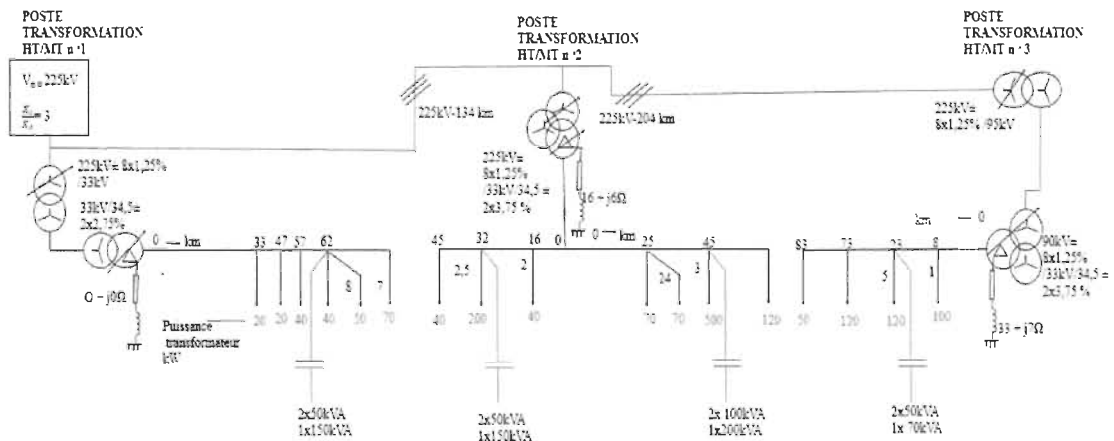 POSTE
TRANSFORMATION
HT/MT n°1
POSTE
TRANSFORMATION
HT/MT n°2
POSTE
TRANSFORMATION
HT/MT n°3
= 225kV
= 3
225kV-134 km
225kV-204 km
225kV=
8x1,25% /95kV
225kV= 8x1,25%
/33kV
33kV/34,5=
2x2,75%
225kV=
8x1,25%
/33kV/34,5 =
2x3,75 %
16 - j6Ω
90kV=
8x1,25%
/33kV/34,5 =
2x3,75 %
0 — km
33 47 57 62
8 7
45 32 16 0
0 — km
2,5 2
25 45
24 3
83 73 23 8
km — 0
5 1
O - j0Ω
33 - j7Ω
Puissance
transformateur
kW
20 20 40 40 50 70
40 200 40
70 70 500 120
50 120 120 100
2x50kVA
1x150kVA
2x50kVA
1x150kVA
2x 100kVA
1x200kVA
2x50kVA
1x 70kVA